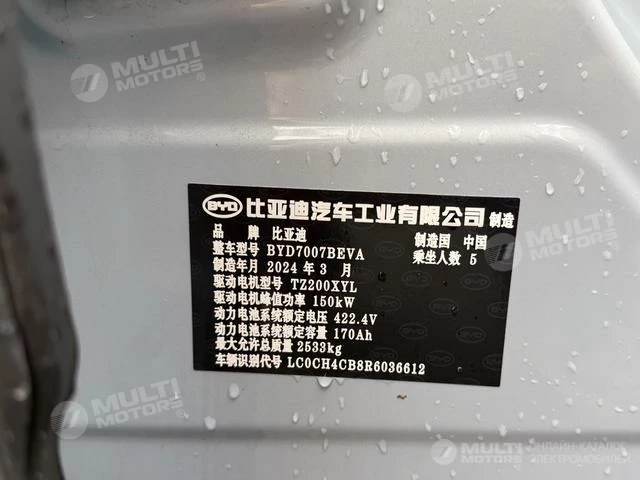 BYD 比亚迪汽车工业有限公司 制造
品 牌 比亚迪 制造国 中国
整车型号 BYD7007BEVA 乘坐人数 5
制造年月 2024 年 3 月
驱动电机型号 TZ200XYL
驱动电机峰值功率 150kW
动力电池系统额定电压 422.4V
动力电池系统额定容量 170Ah
最大允许总质量 2533kg
车辆识别代号 LC0CH4CB8R6036612
MULTI MOTORS
MULTI MOTORS
MULTI MOTORS
MULTI MOTORS
MULTI MOTORS
ОНЛАЙН-КАТАЛОГ
ЭЛЕКТРОМОБИЛЕЙ